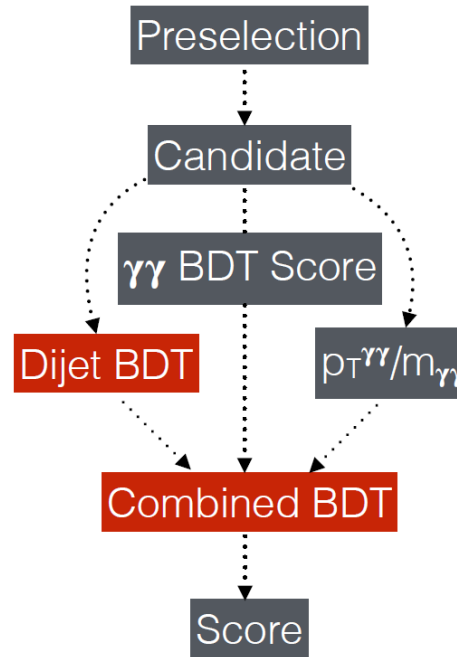 Preselection
Candidate
γγ BDT Score
Dijet BDT
pTγγ/mγγ
Combined BDT
Score